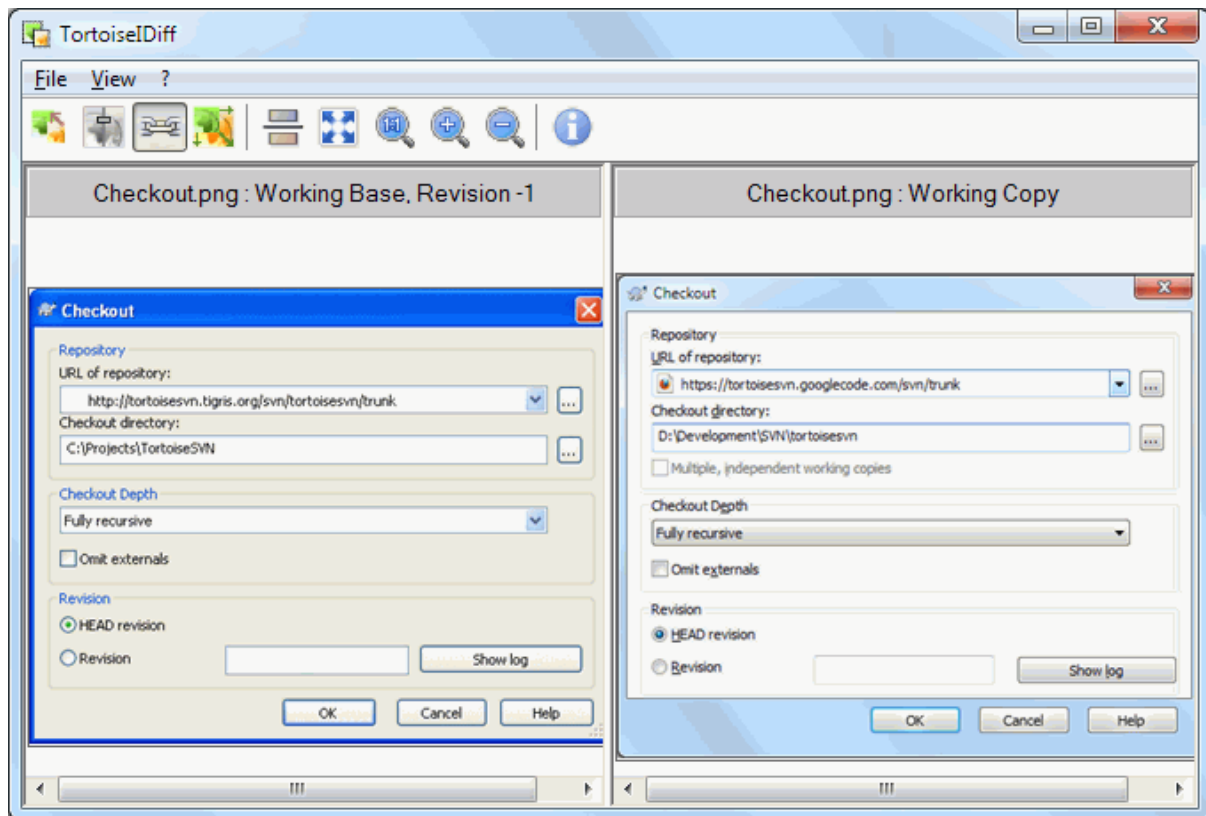 TortoiseIDiff
File View ?
1:1
Checkout.png : Working Base, Revision -1
Checkout
Repository
URL of repository:
http://tortoisesvn.tigris.org/svn/tortoisesvn/trunk
...
Checkout directory:
C:\Projects\TortoiseSVN
...
Checkout Depth
Fully recursive
Omit externals
Revision
HEAD revision
Revision
Show log
OK Cancel Help
Checkout.png : Working Copy
Checkout
Repository
URL of repository:
https://tortoisesvn.googlecode.com/svn/trunk
...
Checkout directory:
D:\Development\SVN\tortoisesvn
...
Multiple, independent working copies
Checkout Depth
Fully recursive
Omit externals
Revision
HEAD revision
Revision
Show log
OK Cancel Help